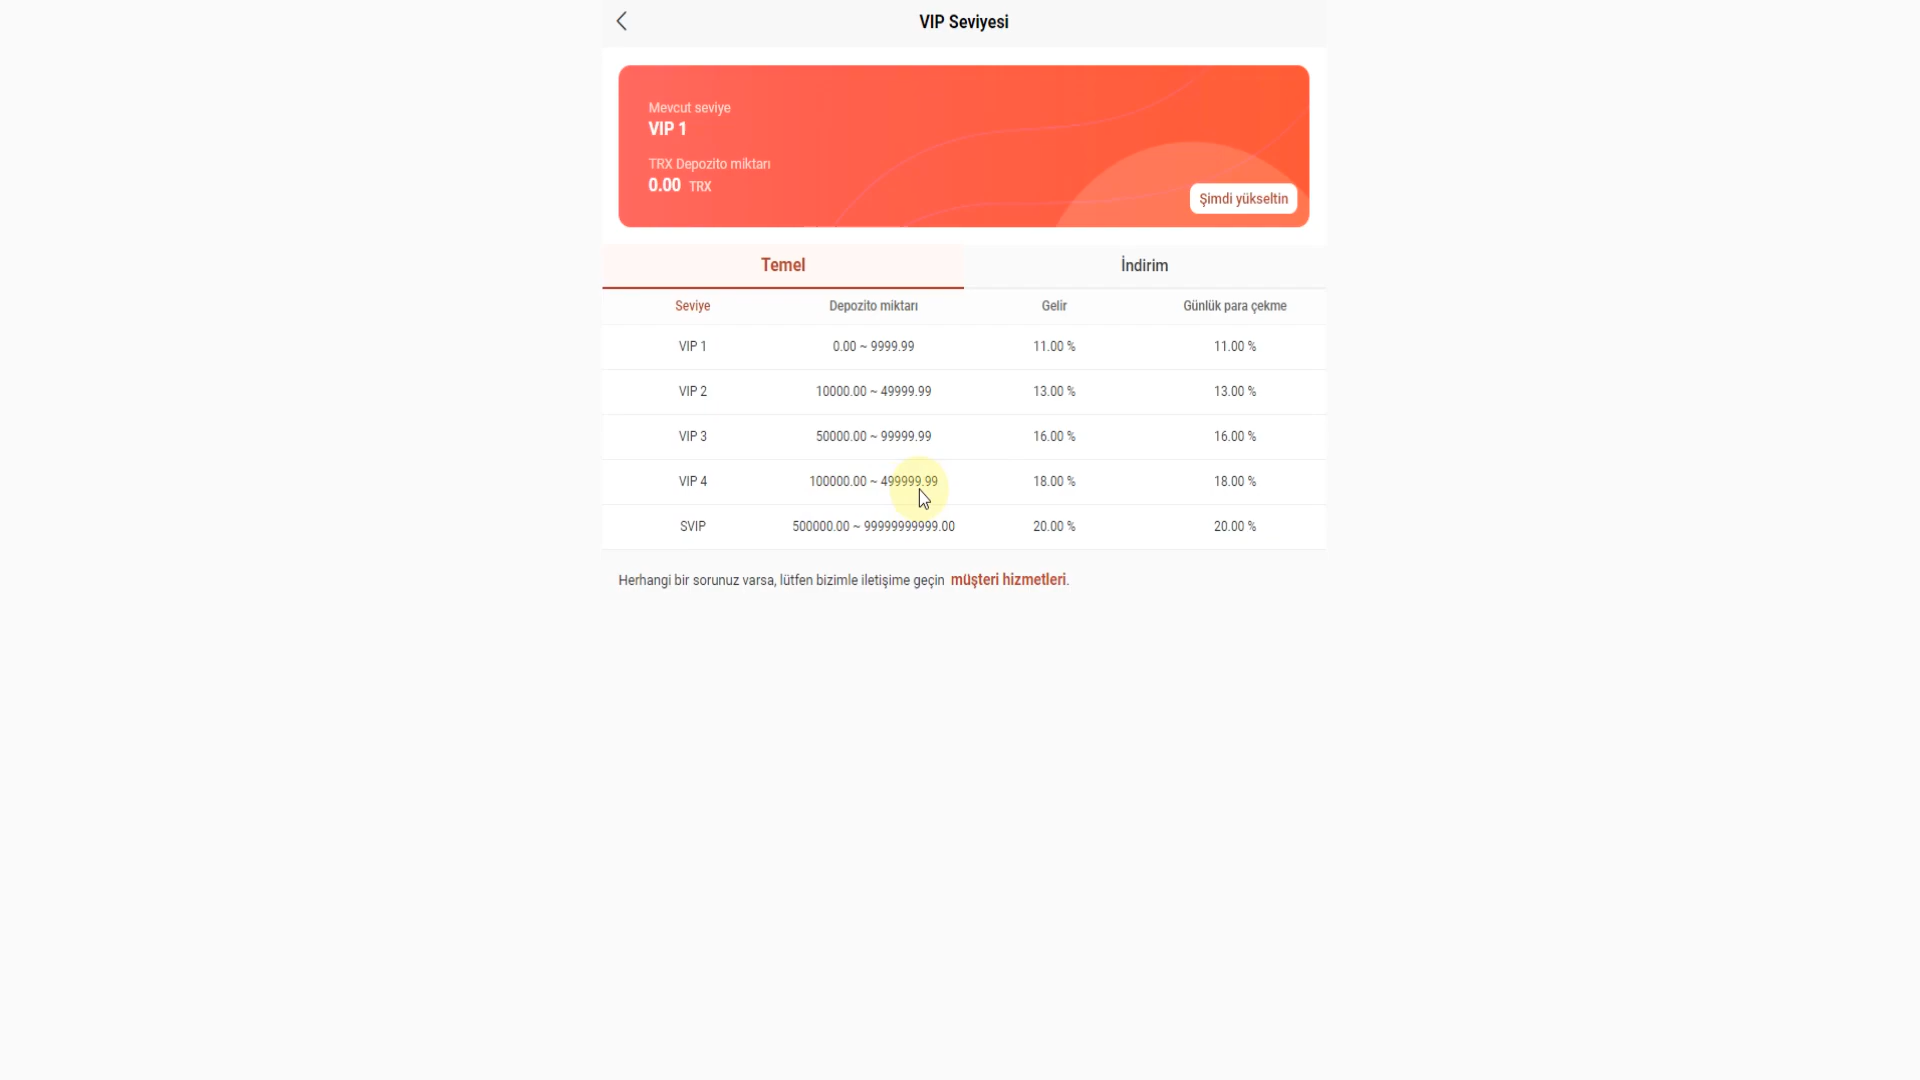 VIP Seviyesi
Mevcut seviye
VIP 1
TRX Depozito miktarı
0.00 TRX
Şimdi yükseltin
Temel İndirim
Seviye Depozito miktarı Gelir Günlük para çekme
VIP 1 0.00 ~ 9999.99 11.00 % 11.00 %
VIP 2 10000.00 ~ 49999.99 13.00 % 13.00 %
VIP 3 50000.00 ~ 99999.99 16.00 % 16.00 %
VIP 4 100000.00 ~ 499999.99 18.00 % 18.00 %
SVIP 500000.00 ~ 99999999999.00 20.00 % 20.00 %
Herhangi bir sorunuz varsa, lütfen bizimle iletişime geçin müşteri hizmetleri.